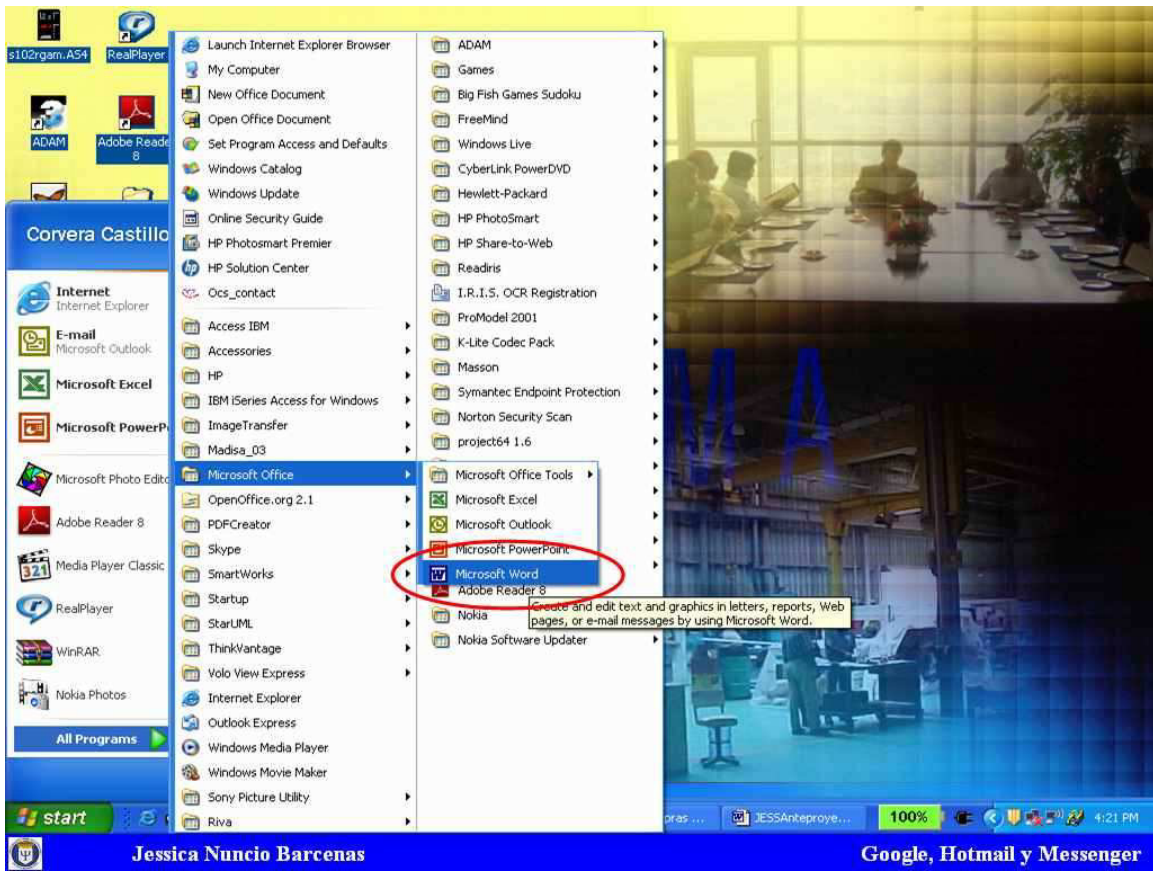 s102rgam.AS4
RealPlayer
ADAM
Adobe Reade
8
Corvera Castillo
Internet
Internet Explorer
E-mail
Microsoft Outlook
Microsoft Excel
Microsoft PowerP
Microsoft Photo Edito
Adobe Reader 8
Media Player Classic
RealPlayer
WinRAR
Nokia Photos
All Programs
Launch Internet Explorer Browser
My Computer
New Office Document
Open Office Document
Set Program Access and Defaults
Windows Catalog
Windows Update
Online Security Guide
HP Photosmart Premier
HP Solution Center
Ocs_contact
Access IBM
Accessories
HP
IBM iSeries Access for Windows
ImageTransfer
Madisa_03
Microsoft Office
OpenOffice.org 2.1
PDFCreator
Skype
SmartWorks
Startup
StarUML
ThinkVantage
Volo View Express
Internet Explorer
Outlook Express
Windows Media Player
Windows Movie Maker
Sony Picture Utility
Riva
ADAM
Games
Big Fish Games Sudoku
FreeMind
Windows Live
CyberLink PowerDVD
Hewlett-Packard
HP PhotoSmart
HP Share-to-Web
Readiris
I.R.I.S. OCR Registration
ProModel 2001
K-Lite Codec Pack
Masson
Symantec Endpoint Protection
Norton Security Scan
project64 1.6
Microsoft Office Tools
Microsoft Excel
Microsoft Outlook
Microsoft PowerPoint
Microsoft Word
Adobe Reader 8
Create and edit text and graphics in letters, reports, Web
pages, or e-mail messages by using Microsoft Word.
Nokia
Nokia Software Updater
M A
start
pras ...
JESSAnteproye...
100%
4:21 PM
Jessica Nuncio Barcenas
Google, Hotmail y Messenger